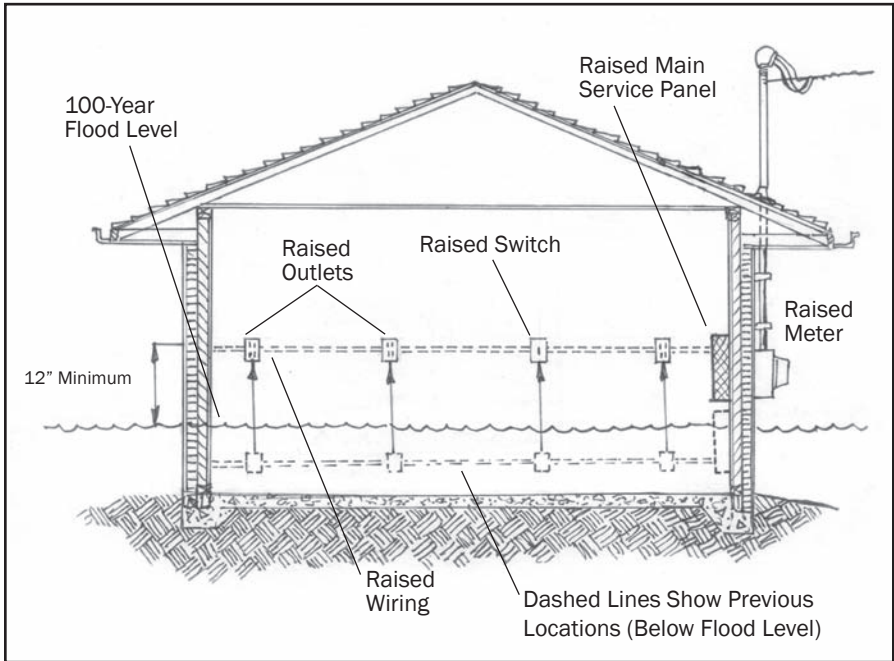 Raised Main
Service Panel
100-Year
Flood Level
Raised
Outlets
Raised Switch
Raised
Meter
12” Minimum
Raised
Wiring
Dashed Lines Show Previous
Locations (Below Flood Level)